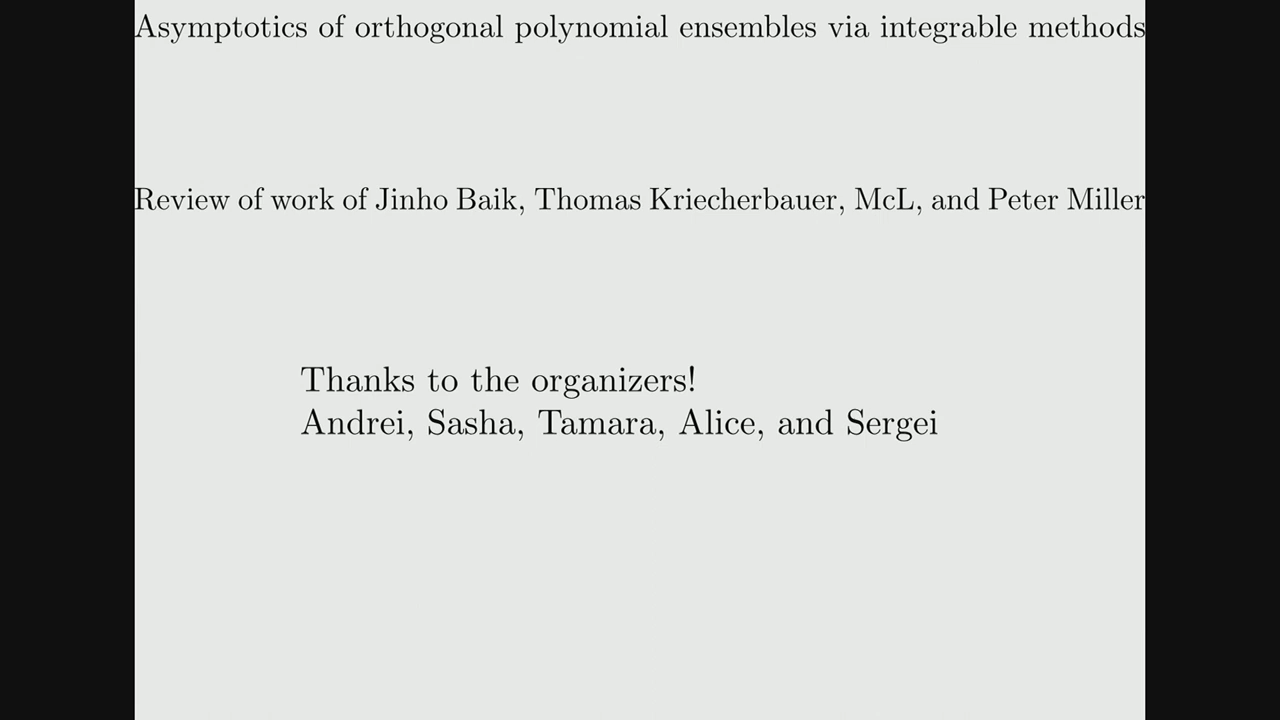 Asymptotics of orthogonal polynomial ensembles via integrable methods
Review of work of Jinho Baik, Thomas Kriecherbauer, McL, and Peter Miller
Thanks to the organizers!
Andrei, Sasha, Tamara, Alice, and Sergei